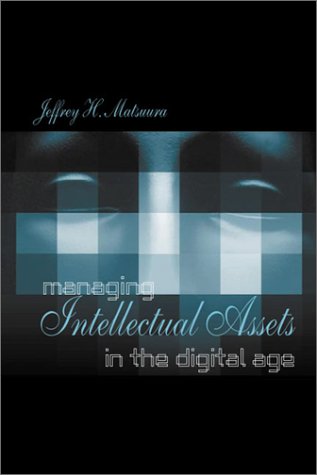 Jeffrey H. Matsuura
managing
Intellectual Assets
in the digital age